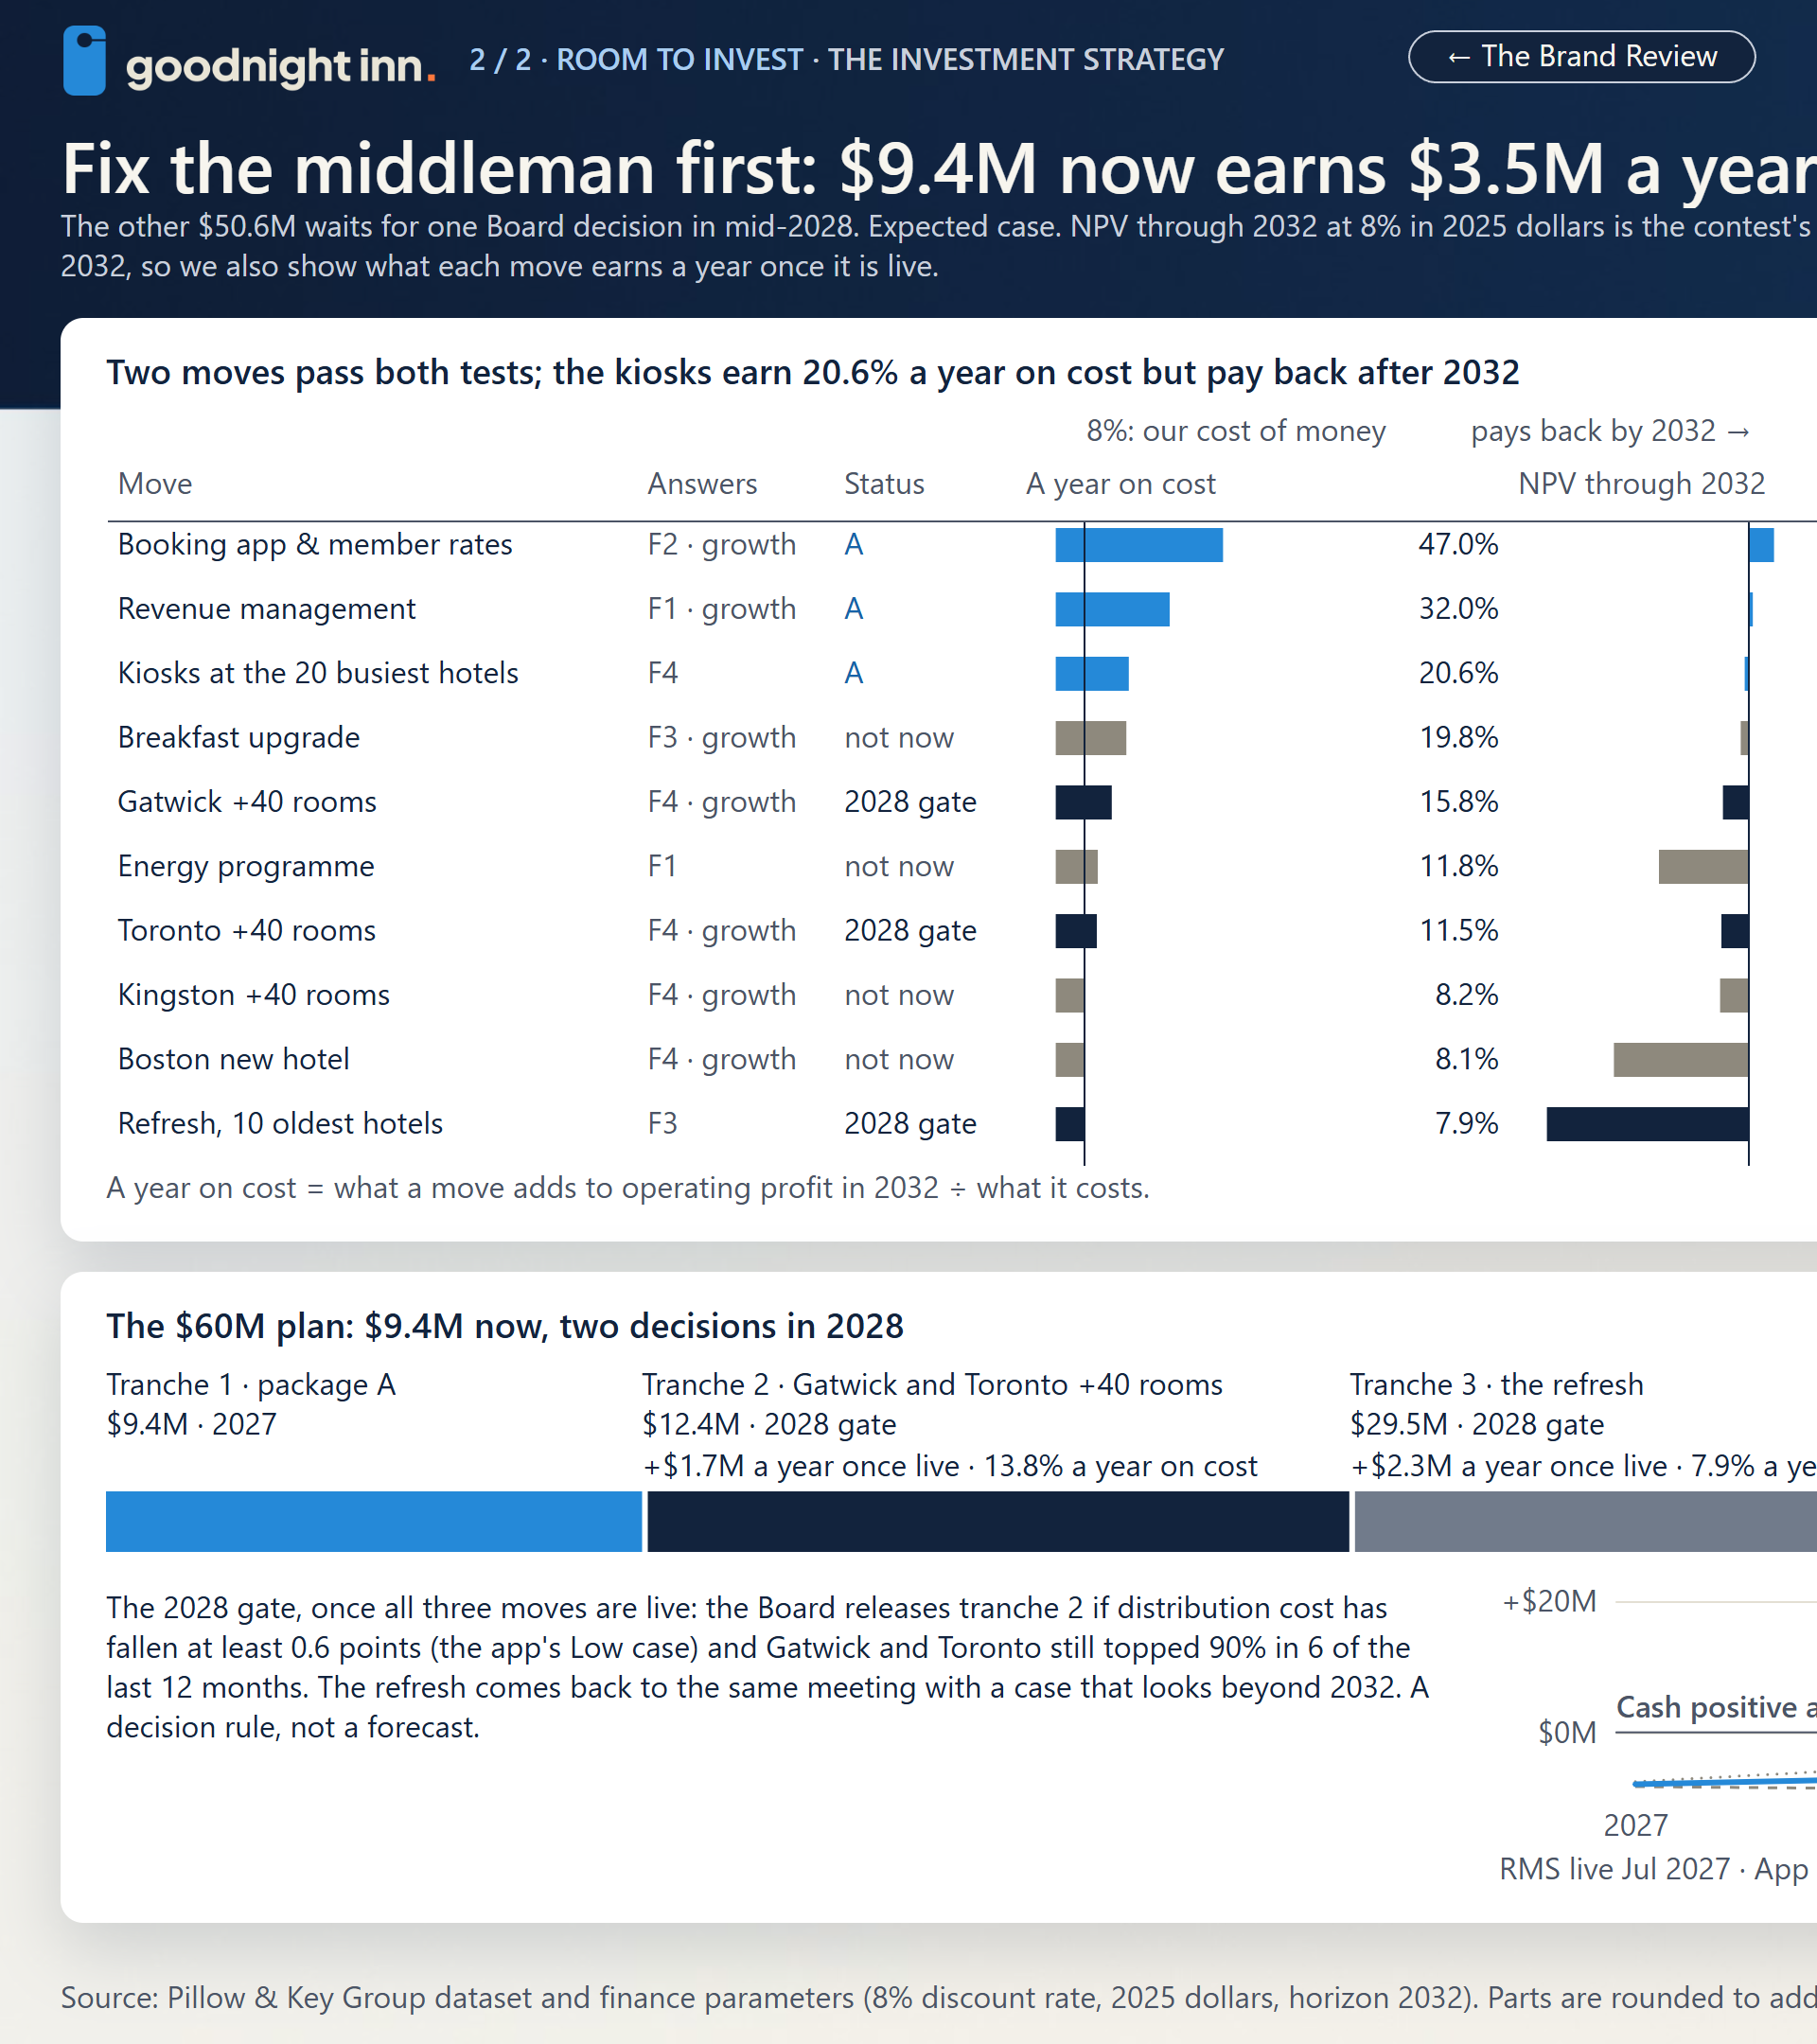 goodnight inn.
2 / 2 · ROOM TO INVEST · THE INVESTMENT STRATEGY
← The Brand Review
Fix the middleman first: $9.4M now earns $3.5M a year
The other $50.6M waits for one Board decision in mid-2028. Expected case. NPV through 2032 at 8% in 2025 dollars is the contest's
2032, so we also show what each move earns a year once it is live.
Two moves pass both tests; the kiosks earn 20.6% a year on cost but pay back after 2032
8%: our cost of money pays back by 2032 →
Move Answers Status A year on cost NPV through 2032
Booking app & member rates F2 · growth A 47.0%
Revenue management F1 · growth A 32.0%
Kiosks at the 20 busiest hotels F4 A 20.6%
Breakfast upgrade F3 · growth not now 19.8%
Gatwick +40 rooms F4 · growth 2028 gate 15.8%
Energy programme F1 not now 11.8%
Toronto +40 rooms F4 · growth 2028 gate 11.5%
Kingston +40 rooms F4 · growth not now 8.2%
Boston new hotel F4 · growth not now 8.1%
Refresh, 10 oldest hotels F3 2028 gate 7.9%
A year on cost = what a move adds to operating profit in 2032 ÷ what it costs.
The $60M plan: $9.4M now, two decisions in 2028
Tranche 1 · package A
$9.4M · 2027
Tranche 2 · Gatwick and Toronto +40 rooms
$12.4M · 2028 gate
+$1.7M a year once live · 13.8% a year on cost
Tranche 3 · the refresh
$29.5M · 2028 gate
+$2.3M a year once live · 7.9% a ye
The 2028 gate, once all three moves are live: the Board releases tranche 2 if distribution cost has
fallen at least 0.6 points (the app's Low case) and Gatwick and Toronto still topped 90% in 6 of the
last 12 months. The refresh comes back to the same meeting with a case that looks beyond 2032. A
decision rule, not a forecast.
+$20M
Cash positive a
$0M
2027
RMS live Jul 2027 · App
Source: Pillow & Key Group dataset and finance parameters (8% discount rate, 2025 dollars, horizon 2032). Parts are rounded to add